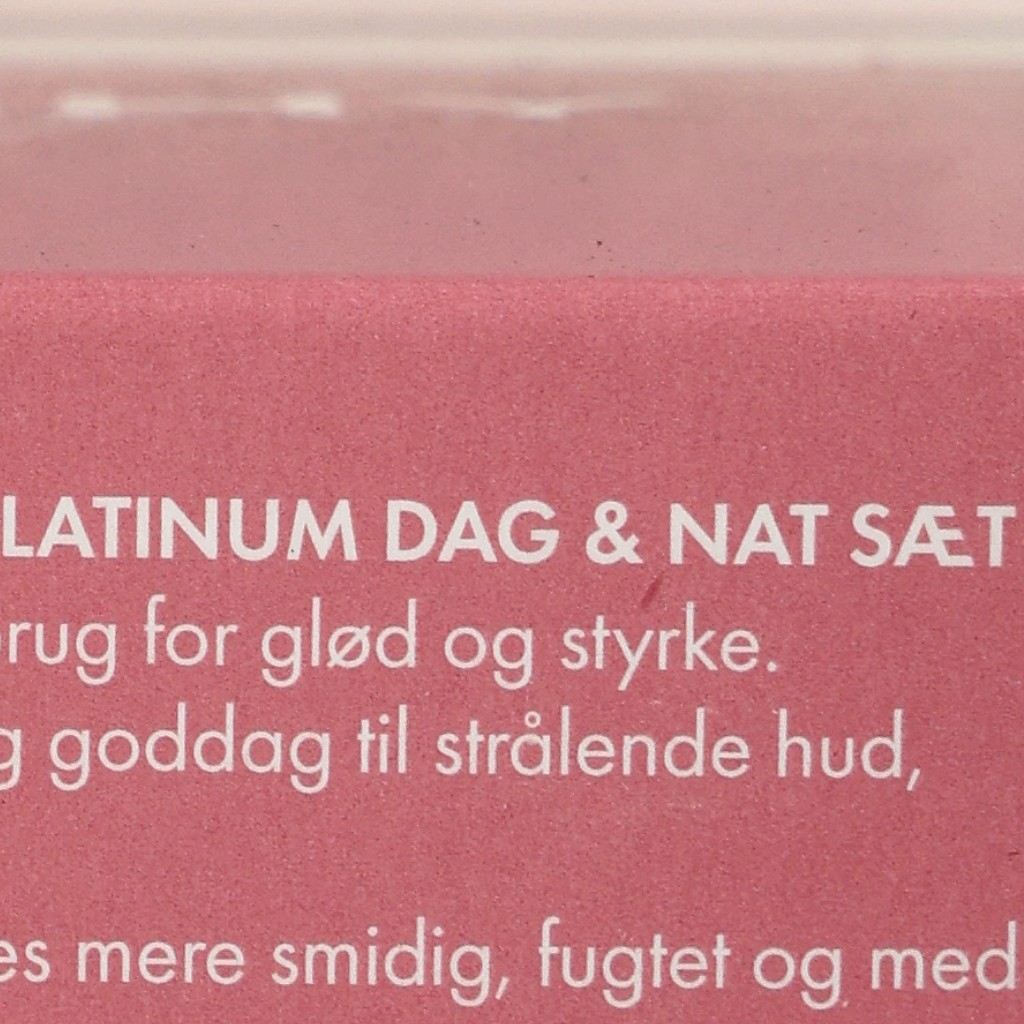 LATINUM DAG & NAT SÆT
rug for glød og styrke.
g goddag til strålende hud,
es mere smidig, fugtet og med